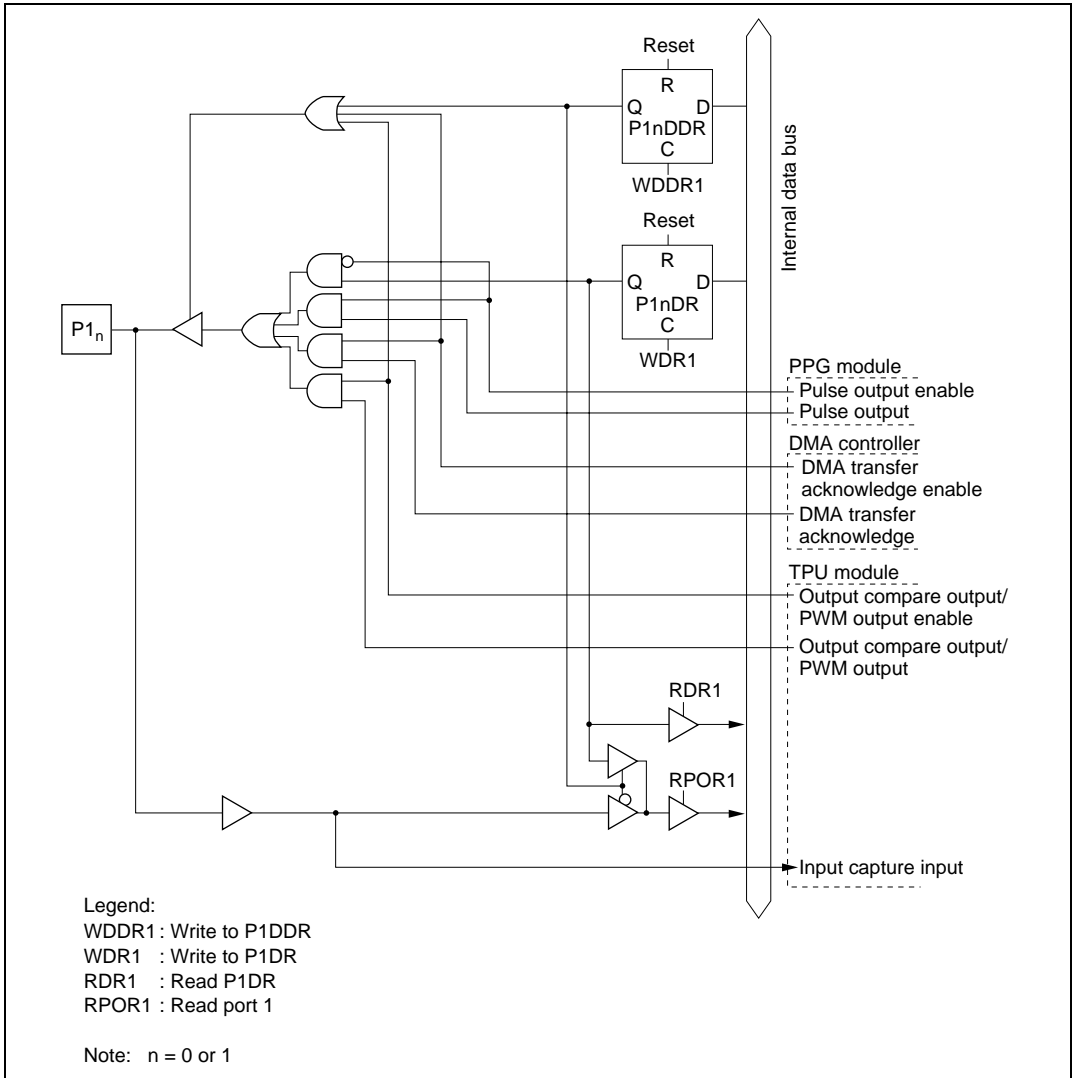 Reset
R
Q D
P1nDDR
C
WDDR1
Reset
R
Q D
P1nDR
C
WDR1
Internal data bus
P1n
PPG module
Pulse output enable
Pulse output
DMA controller
DMA transfer
acknowledge enable
DMA transfer
acknowledge
TPU module
Output compare output/
PWM output enable
Output compare output/
PWM output
RDR1
RPOR1
Input capture input
Legend:
WDDR1 : Write to P1DDR
WDR1 : Write to P1DR
RDR1 : Read P1DR
RPOR1 : Read port 1
Note: n = 0 or 1